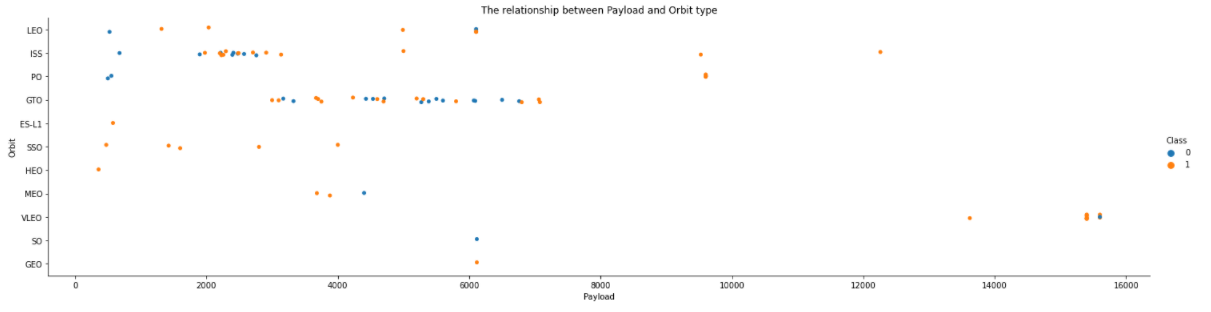 The relationship between Payload and Orbit type
LEO
ISS
PO
GTO
ES-L1
SSO
HEO
MEO
VLEO
SO
GEO
Orbit
0 2000 4000 6000 8000 10000 12000 14000 16000
Payload
Class
0
1